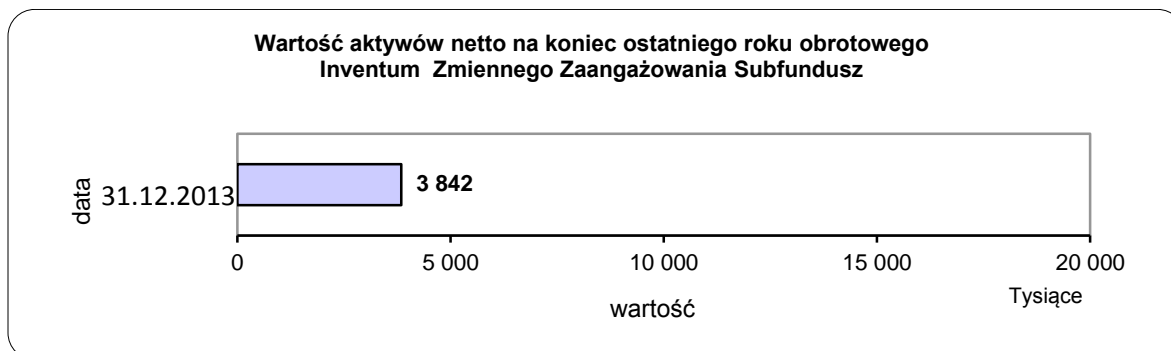 Wartość aktywów netto na koniec ostatniego roku obrotowego
Inventum Zmiennego Zaangażowania Subfundusz
data
31.12.2013
3 842
0
5 000
10 000
15 000
20 000
Tysiące
wartość